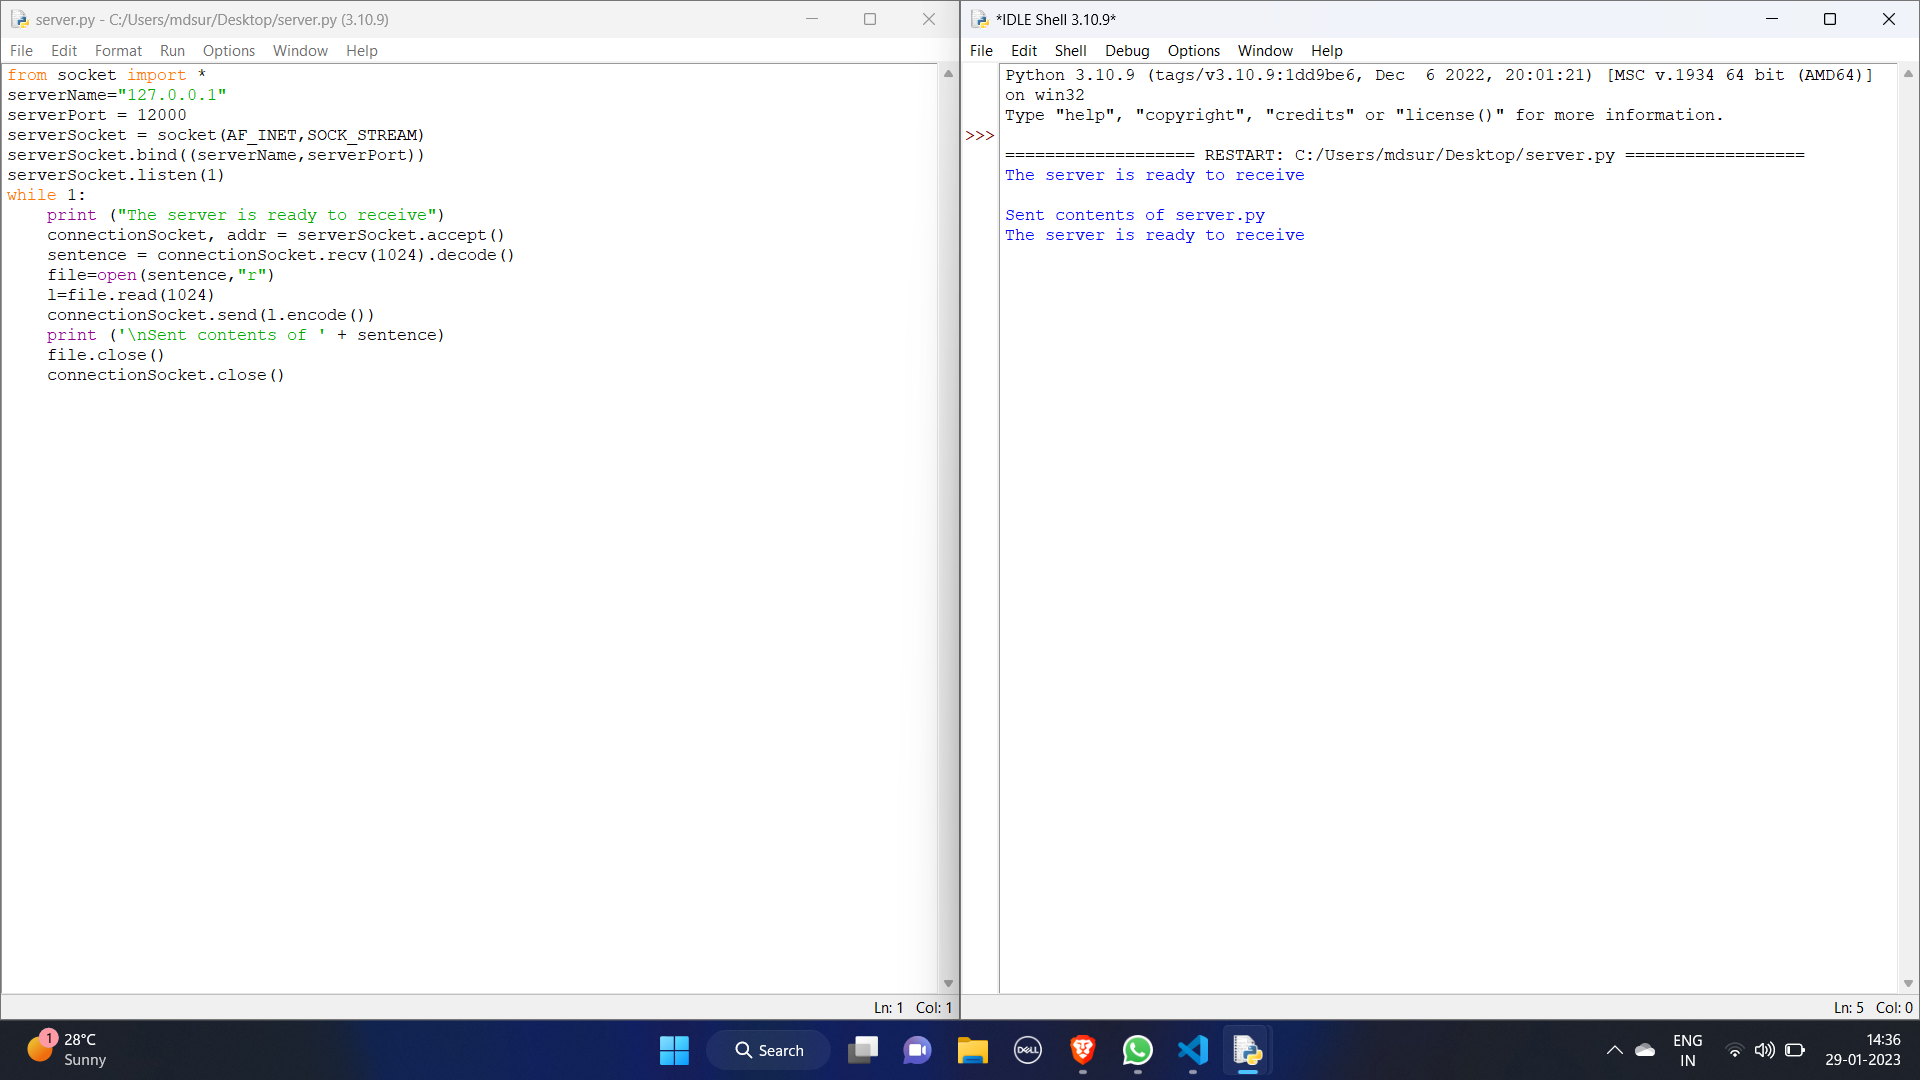 server.py - C:/Users/mdsur/Desktop/server.py (3.10.9)
File Edit Format Run Options Window Help
from socket import *
serverName="127.0.0.1"
serverPort = 12000
serverSocket = socket(AF_INET,SOCK_STREAM)
serverSocket.bind((serverName,serverPort))
serverSocket.listen(1)
while 1:
    print ("The server is ready to receive")
    connectionSocket, addr = serverSocket.accept()
    sentence = connectionSocket.recv(1024).decode()
    file=open(sentence,"r")
    l=file.read(1024)
    connectionSocket.send(l.encode())
    print ('\nSent contents of ' + sentence)
    file.close()
    connectionSocket.close()
Ln: 1 Col: 1
*IDLE Shell 3.10.9*
File Edit Shell Debug Options Window Help
Python 3.10.9 (tags/v3.10.9:1dd9be6, Dec  6 2022, 20:01:21) [MSC v.1934 64 bit (AMD64)]
on win32
Type "help", "copyright", "credits" or "license()" for more information.
>>>
=================== RESTART: C:/Users/mdsur/Desktop/server.py ==================
The server is ready to receive
Sent contents of server.py
The server is ready to receive
Ln: 5 Col: 0
1
28°C
Sunny
Search
DELL
ENG
IN
14:36
29-01-2023